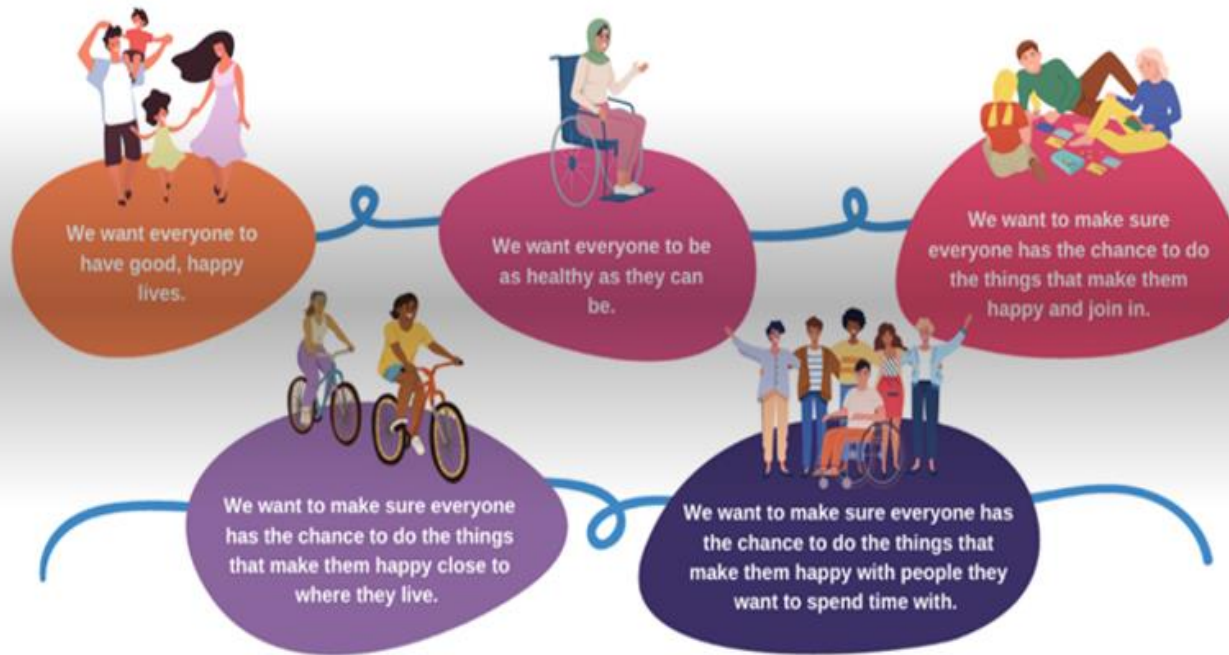 We want everyone to
have good, happy
lives.
We want everyone to be
as healthy as they can
be.
We want to make sure
everyone has the chance to do
the things that make them
happy and join in.
We want to make sure everyone
has the chance to do the things
that make them happy close to
where they live.
We want to make sure everyone has
the chance to do the things that
make them happy with people they
want to spend time with.